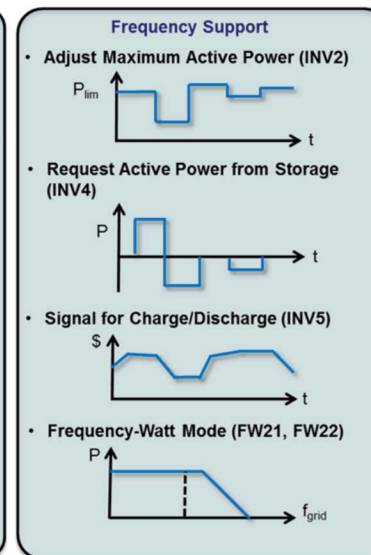 Frequency Support
• Adjust Maximum Active Power (INV2)
Plim
t
• Request Active Power from Storage
(INV4)
P
t
• Signal for Charge/Discharge (INV5)
$
t
• Frequency-Watt Mode (FW21, FW22)
P
fgrid